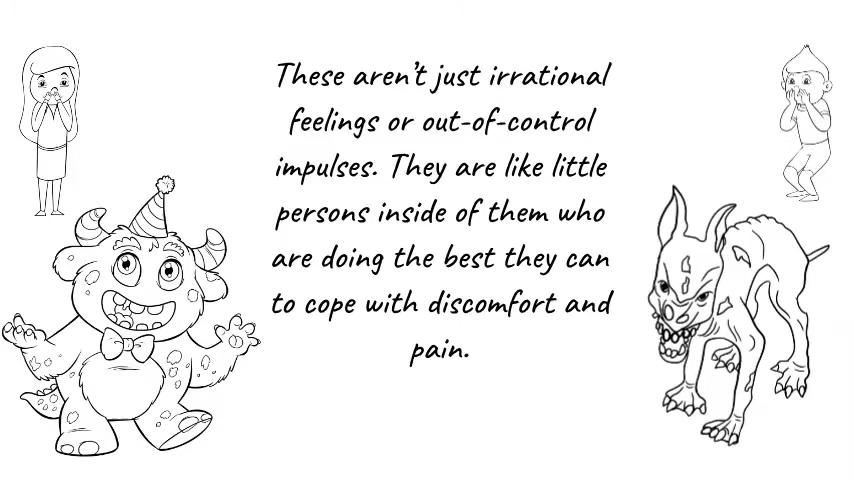 These aren't just irrational
feelings or out-of-control
impulses. They are like little
persons inside of them who
are doing the best they can
to cope with discomfort and
pain.